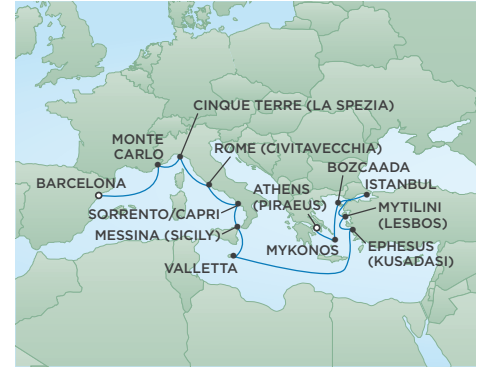 CINQUE TERRE (LA SPEZIA)
MONTE
CARLO
ROME (CIVITAVECCHIA)
BARCELONA
BOZCAADA
ISTANBUL
ATHENS
(PIRAEUS)
SORRENTO/CAPRI
MYTILINI
(LESBOS)
MESSINA (SICILY)
MYKONOS
EPHESUS
(KUSADASI)
VALLETTA